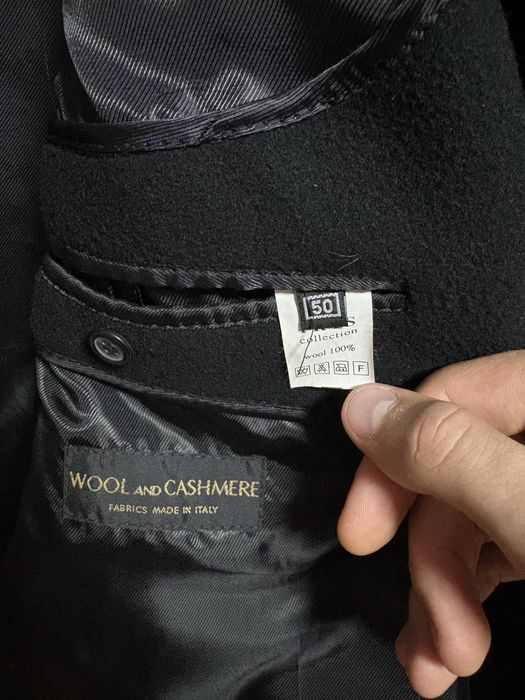 50
collection
wool 100%
F
WOOL AND CASHMERE
FABRICS MADE IN ITALY